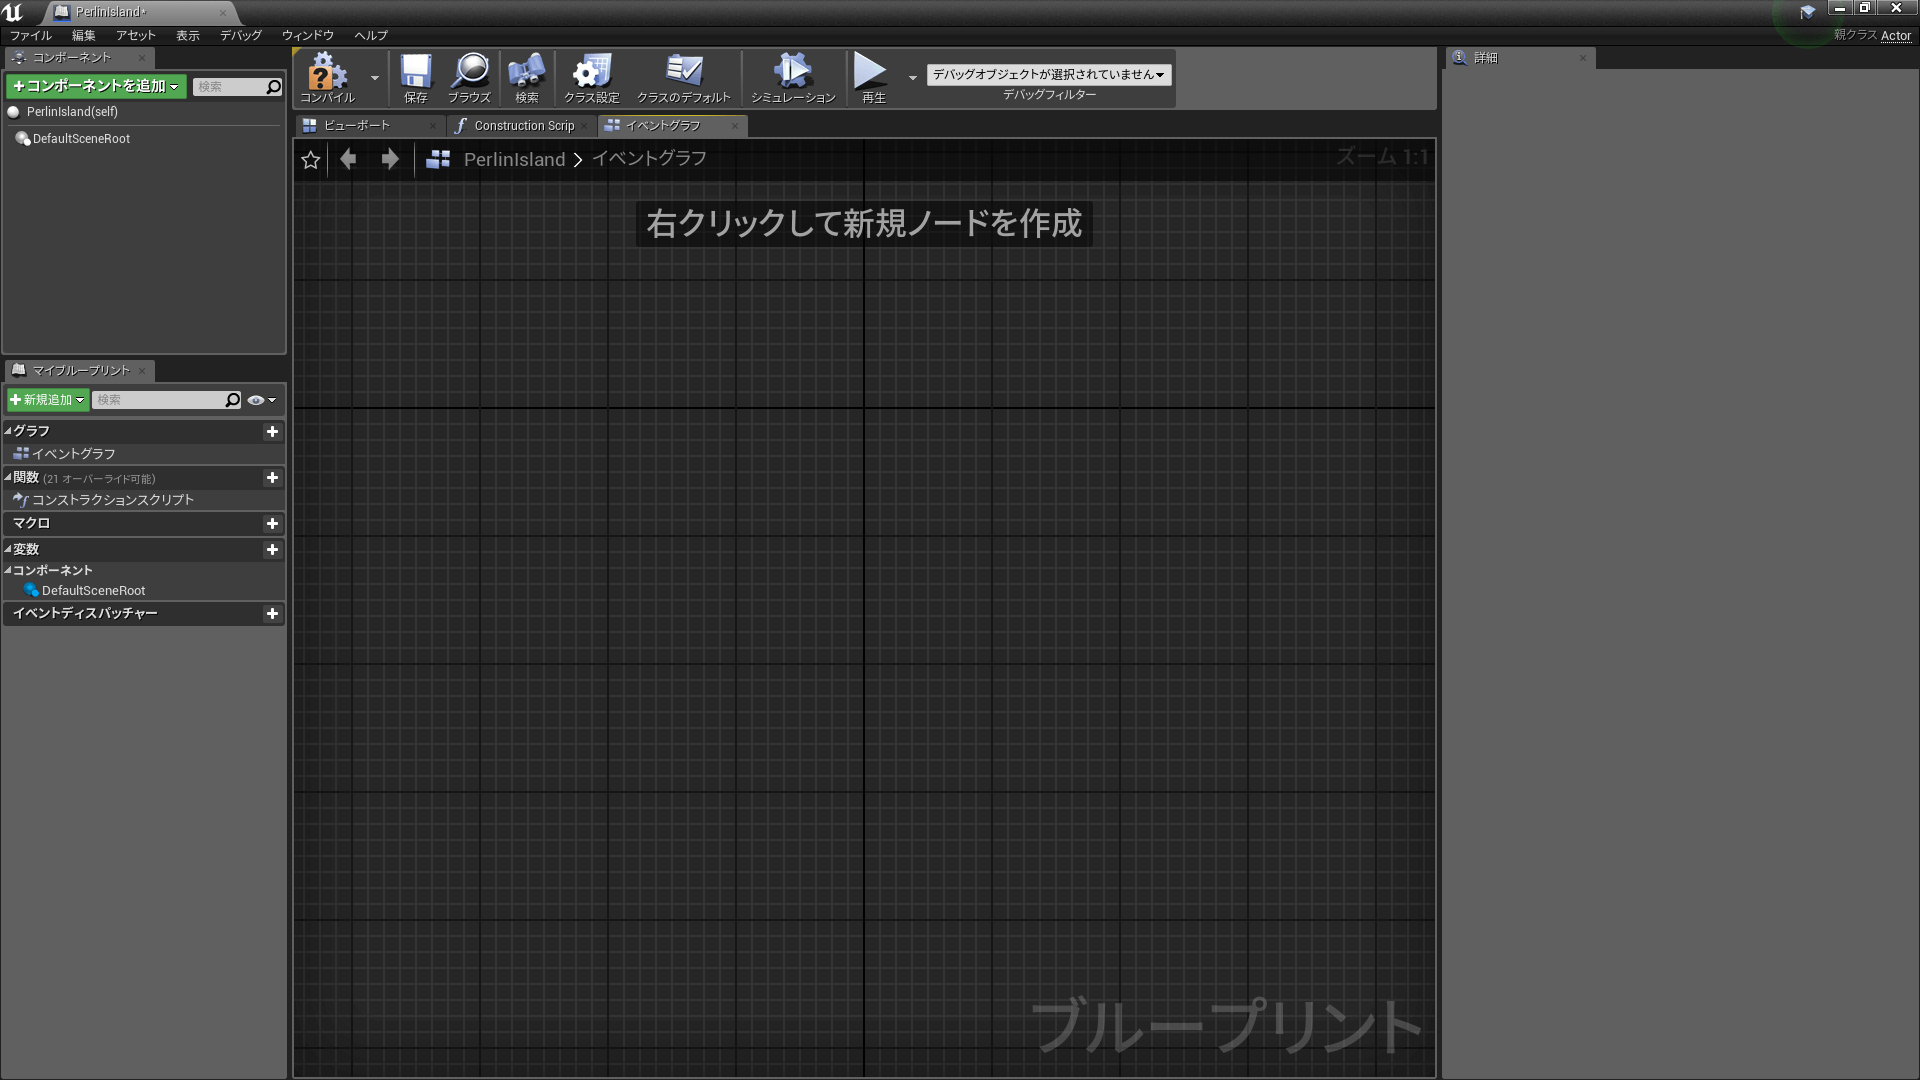 PerlinIsland*
ファイル 編集 アセット 表示 デバッグ ウィンドウ ヘルプ
親クラス Actor
コンポーネント
+コンポーネントを追加
検索
PerlinIsland(self)
DefaultSceneRoot
マイブループリント
新規追加
検索
グラフ
イベントグラフ
関数 (21 オーバーライド可能)
コンストラクションスクリプト
マクロ
変数
コンポーネント
DefaultSceneRoot
イベントディスパッチャー
コンパイル
保存
ブラウズ
検索
クラス設定
クラスのデフォルト
シミュレーション
再生
デバッグオブジェクトが選択されていません
デバッグフィルター
ビューポート
Construction Scrip
イベントグラフ
PerlinIsland > イベントグラフ
ズーム 1:1
右クリックして新規ノードを作成
ブループリント
詳細